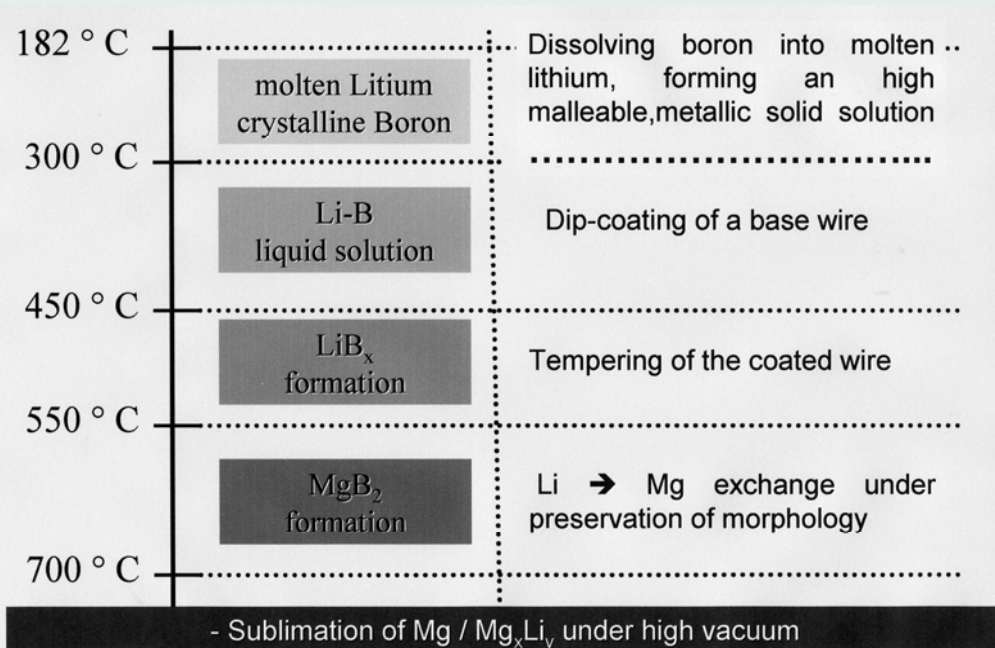 182 ° C
molten Litium
crystalline Boron
Dissolving boron into molten
lithium, forming an high
malleable,metallic solid solution
300 ° C
Li-B
liquid solution
Dip-coating of a base wire
450 ° C
LiBₓ
formation
Tempering of the coated wire
550 ° C
MgB₂
formation
Li ➔ Mg exchange under
preservation of morphology
700 ° C
- Sublimation of Mg / MgₓLiᵧ under high vacuum